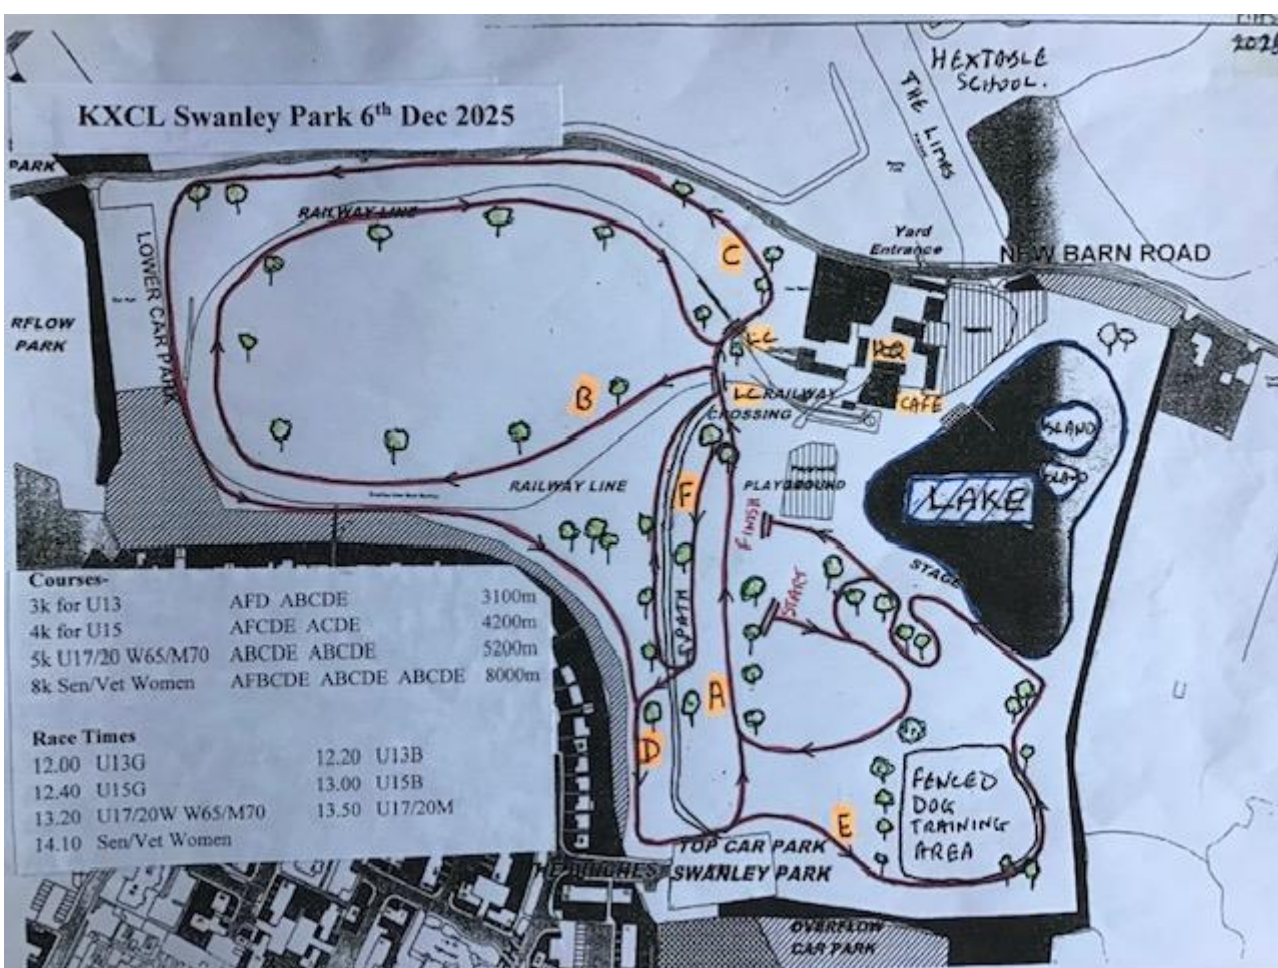 2025
HEXTABLE
SCHOOL.
THE LIMES
KXCL Swanley Park 6th Dec 2025
PARK
RAILWAY LINE
C
Yard
Entrance
NEW BARN ROAD
LOWER CAR PARK
RFLOW
PARK
LC
HQ
B
LC RAILWAY
CROSSING
CAFE
ISLAND
ISLAND
RAILWAY LINE
F
PLAYGROUND
LAKE
FINISH
STAGE
START
PATH
A
D
E
FENCED
DOG
TRAINING
AREA
U
Courses-
3k for U13 AFD ABCDE 3100m
4k for U15 AFCDE ACDE 4200m
5k U17/20 W65/M70 ABCDE ABCDE 5200m
8k Sen/Vet Women AFBCDE ABCDE ABCDE 8000m
Race Times
12.00 U13G 12.20 U13B
12.40 U15G 13.00 U15B
13.20 U17/20W W65/M70 13.50 U17/20M
14.10 Sen/Vet Women
TOP CAR PARK
SWANLEY PARK
OVERFLOW
CAR PARK